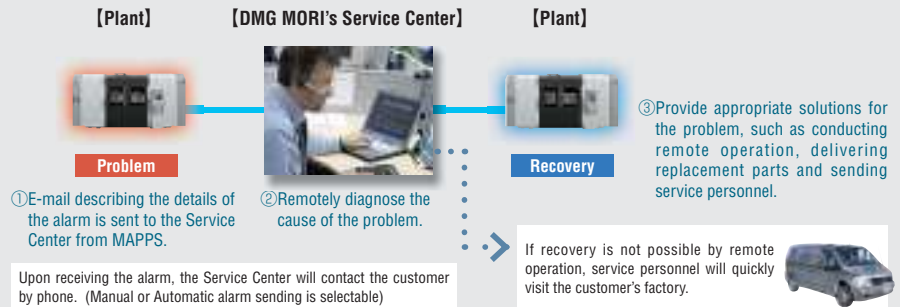 【Plant】
【DMG MORI's Service Center】
【Plant】
Problem
Recovery
①E-mail describing the details of
the alarm is sent to the Service
Center from MAPPS.
②Remotely diagnose the
cause of the problem.
③Provide appropriate solutions for
the problem, such as conducting
remote operation, delivering
replacement parts and sending
service personnel.
Upon receiving the alarm, the Service Center will contact the customer
by phone. (Manual or Automatic alarm sending is selectable)
If recovery is not possible by remote
operation, service personnel will quickly
visit the customer's factory.